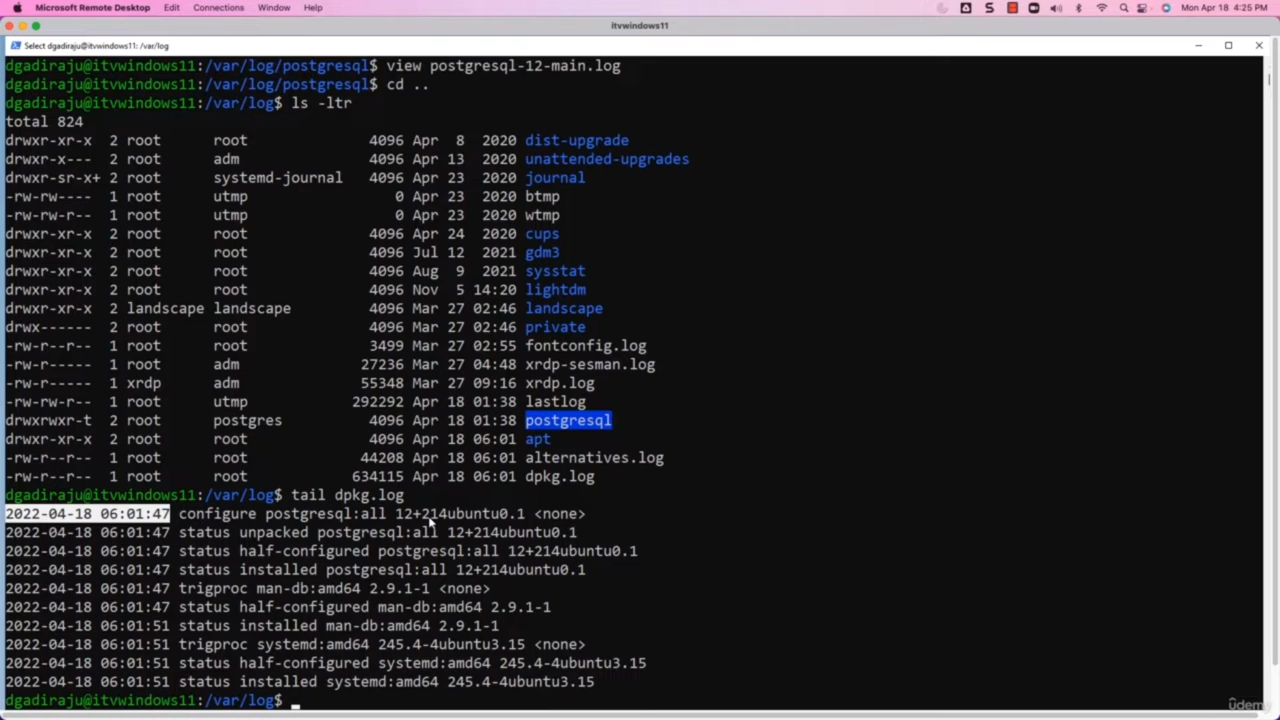 Microsoft Remote Desktop Edit Connections Window Help Mon Apr 18 4:25 PM
itvwindows11
Select dgadiraju@itvwindows11: /var/log
dgadiraju@itvwindows11:/var/log/postgresql$ view postgresql-12-main.log
dgadiraju@itvwindows11:/var/log/postgresql$ cd ..
dgadiraju@itvwindows11:/var/log$ ls -ltr
total 824
drwxr-xr-x 2 root root 4096 Apr 8 2020 dist-upgrade
drwxr-x--- 2 root adm 4096 Apr 13 2020 unattended-upgrades
drwxr-sr-x+ 2 root systemd-journal 4096 Apr 23 2020 journal
-rw-rw---- 1 root utmp 0 Apr 23 2020 btmp
-rw-rw-r-- 1 root utmp 0 Apr 23 2020 wtmp
drwxr-xr-x 2 root root 4096 Apr 24 2020 cups
drwxr-xr-x 2 root root 4096 Jul 12 2021 gdm3
drwxr-xr-x 2 root root 4096 Aug 9 2021 sysstat
drwxr-xr-x 2 root root 4096 Nov 5 14:20 lightdm
drwxr-xr-x 2 landscape landscape 4096 Mar 27 02:46 landscape
drwx------ 2 root root 4096 Mar 27 02:46 private
-rw-r--r-- 1 root root 3499 Mar 27 02:55 fontconfig.log
-rw-r----- 1 root adm 27236 Mar 27 04:48 xrdp-sesman.log
-rw-r----- 1 xrdp adm 55348 Mar 27 09:16 xrdp.log
-rw-rw-r-- 1 root utmp 292292 Apr 18 01:38 lastlog
drwxrwxr-t 2 root postgres 4096 Apr 18 01:38 postgresql
drwxr-xr-x 2 root root 4096 Apr 18 06:01 apt
-rw-r--r-- 1 root root 44208 Apr 18 06:01 alternatives.log
-rw-r--r-- 1 root root 634115 Apr 18 06:01 dpkg.log
dgadiraju@itvwindows11:/var/log$ tail dpkg.log
2022-04-18 06:01:47 configure postgresql:all 12+214ubuntu0.1 <none>
2022-04-18 06:01:47 status unpacked postgresql:all 12+214ubuntu0.1
2022-04-18 06:01:47 status half-configured postgresql:all 12+214ubuntu0.1
2022-04-18 06:01:47 status installed postgresql:all 12+214ubuntu0.1
2022-04-18 06:01:47 trigproc man-db:amd64 2.9.1-1 <none>
2022-04-18 06:01:47 status half-configured man-db:amd64 2.9.1-1
2022-04-18 06:01:51 status installed man-db:amd64 2.9.1-1
2022-04-18 06:01:51 trigproc systemd:amd64 245.4-4ubuntu3.15 <none>
2022-04-18 06:01:51 status half-configured systemd:amd64 245.4-4ubuntu3.15
2022-04-18 06:01:51 status installed systemd:amd64 245.4-4ubuntu3.15
dgadiraju@itvwindows11:/var/log$
ûdemy